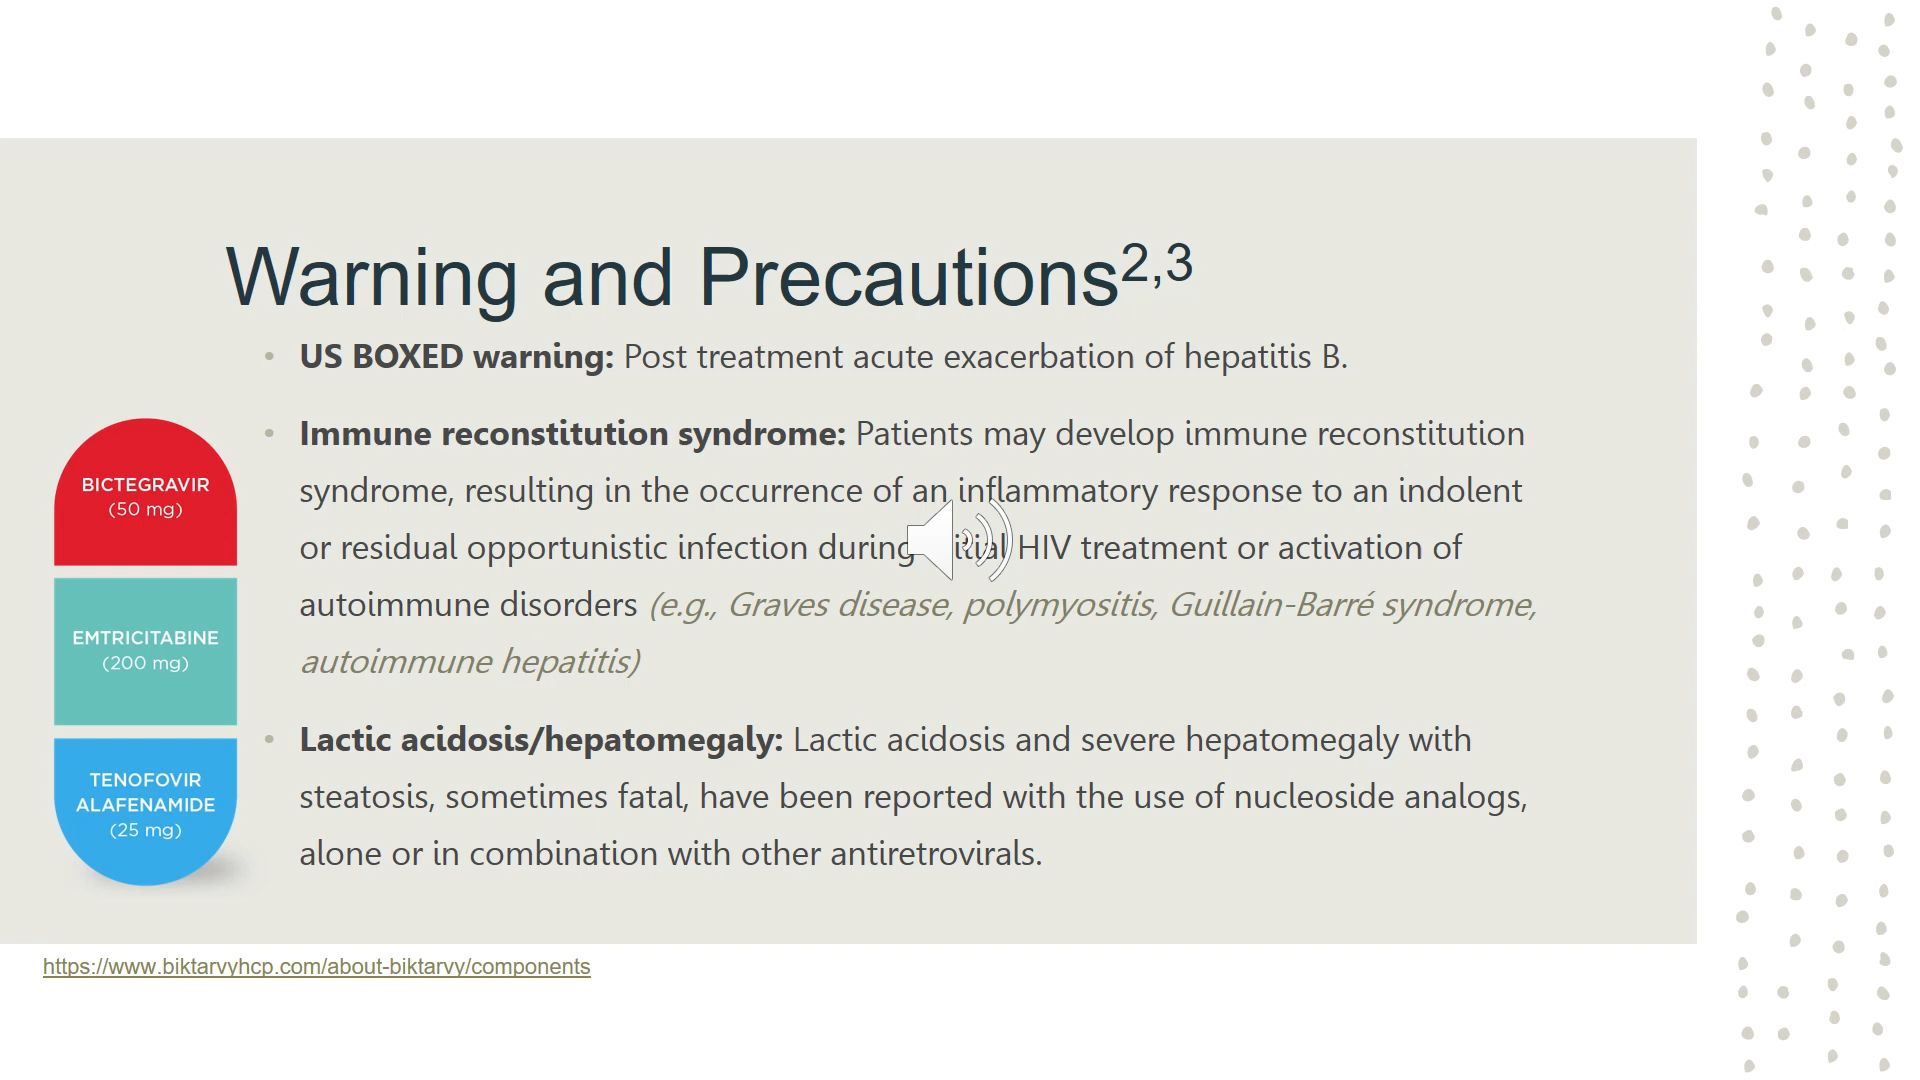 Warning and Precautions2,3
• US BOXED warning: Post treatment acute exacerbation of hepatitis B.
• Immune reconstitution syndrome: Patients may develop immune reconstitution
syndrome, resulting in the occurrence of an inflammatory response to an indolent
or residual opportunistic infection during initial HIV treatment or activation of
autoimmune disorders (e.g., Graves disease, polymyositis, Guillain-Barré syndrome,
autoimmune hepatitis)
• Lactic acidosis/hepatomegaly: Lactic acidosis and severe hepatomegaly with
steatosis, sometimes fatal, have been reported with the use of nucleoside analogs,
alone or in combination with other antiretrovirals.
BICTEGRAVIR
(50 mg)
EMTRICITABINE
(200 mg)
TENOFOVIR
ALAFENAMIDE
(25 mg)
https://www.biktarvyhcp.com/about-biktarvy/components